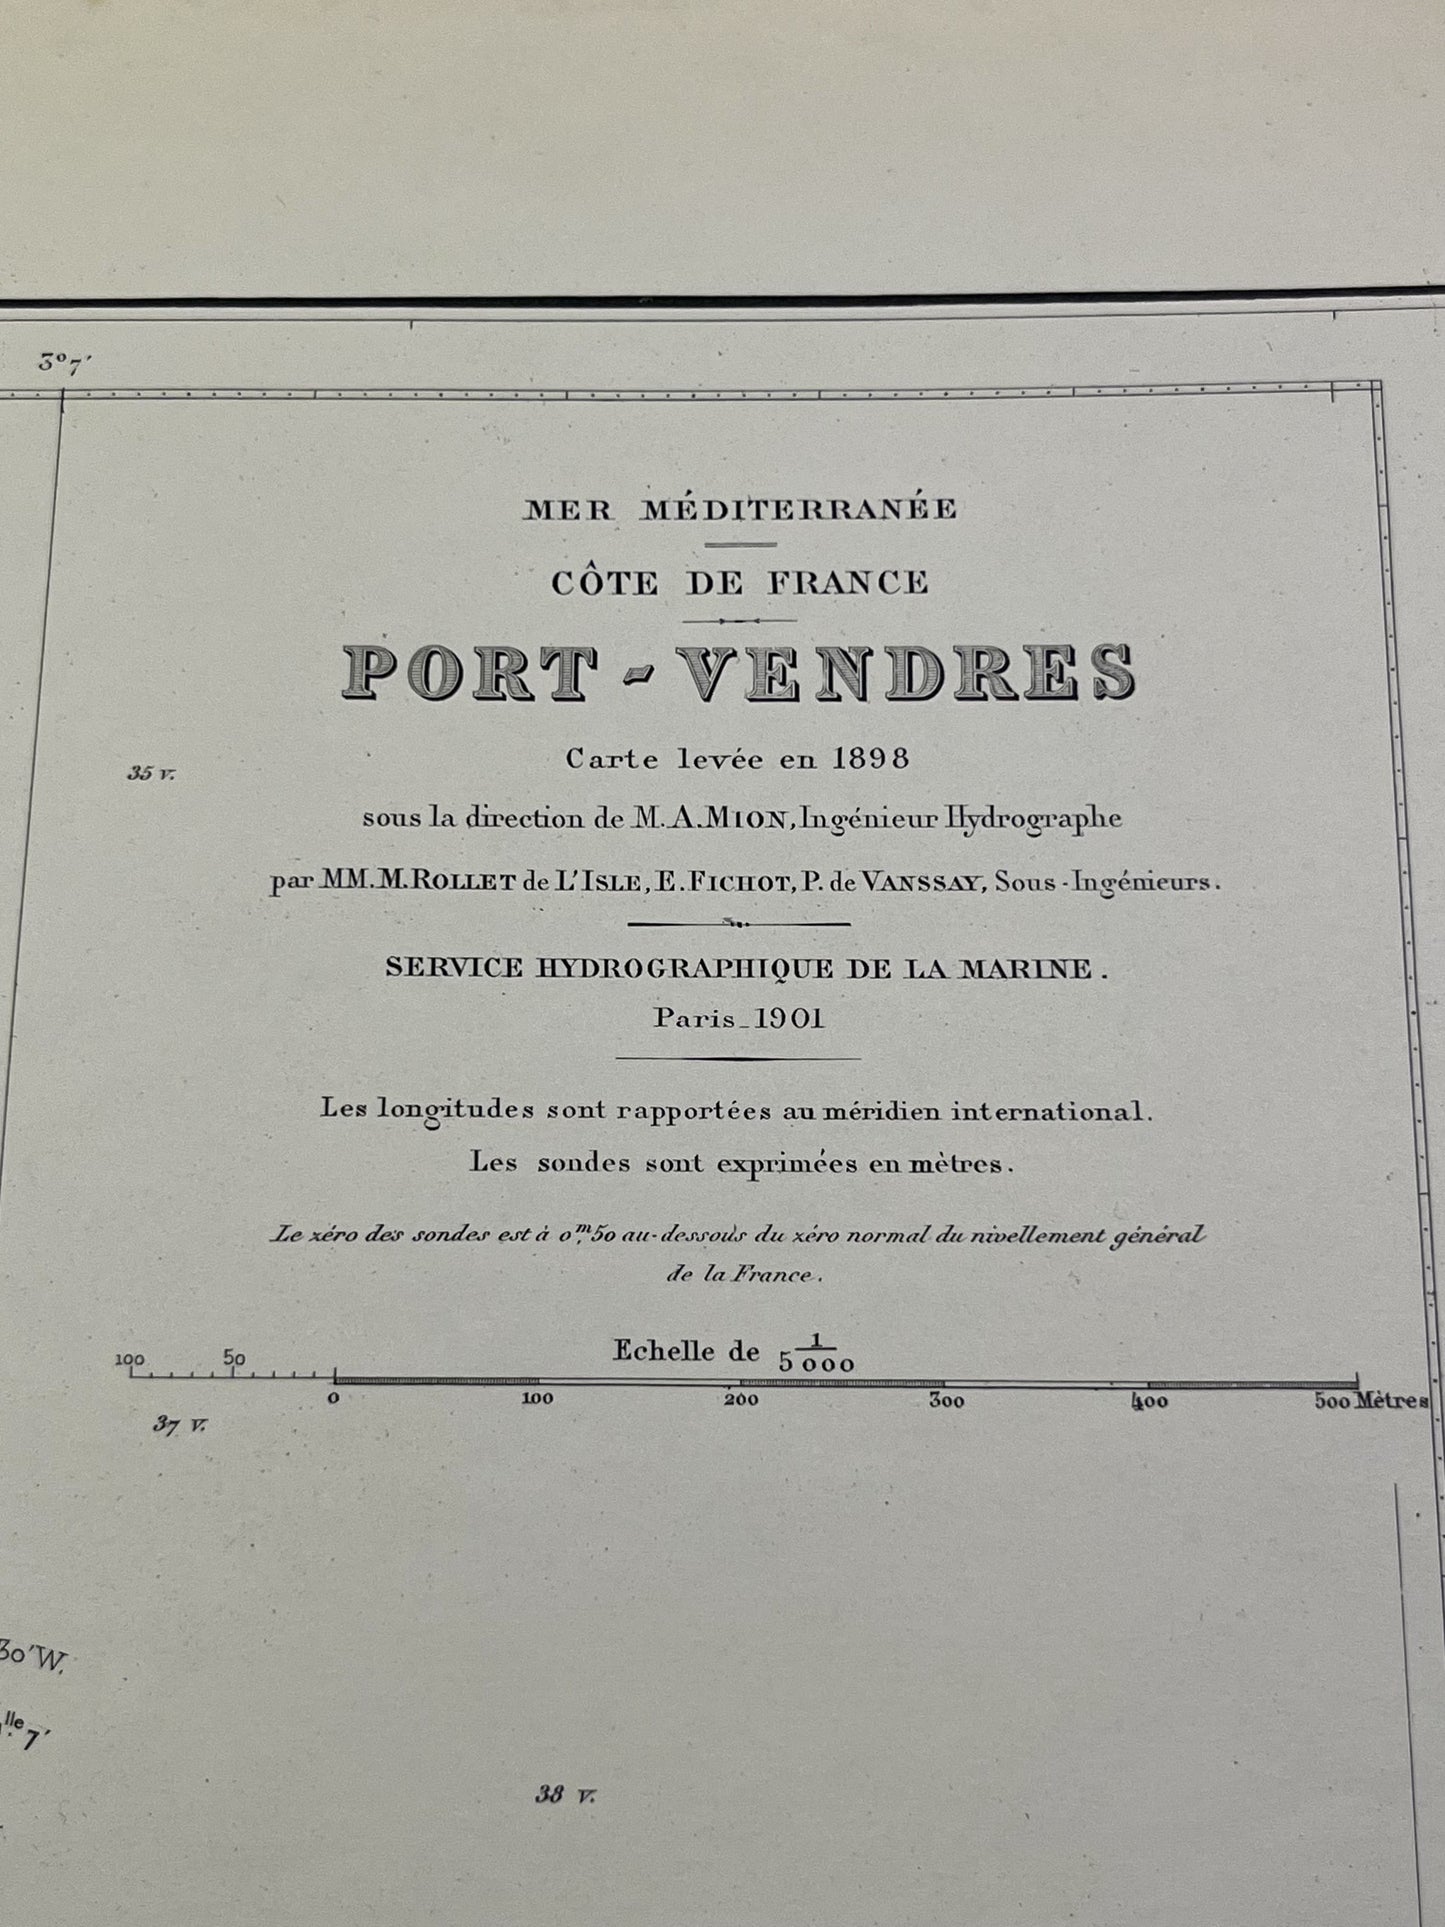 3° 7′
MER MÉDITERRANÉE
CÔTE DE FRANCE
PORT-VENDRES
Carte levée en 1898
35 v.
sous la direction de M. A. MION, Ingénieur Hydrographe
par MM. M. ROLLET de L'ISLE, E. FICHOT, P. de VANSSAY, Sous-Ingénieurs.
SERVICE HYDROGRAPHIQUE DE LA MARINE.
Paris_1901
Les longitudes sont rapportées au méridien international.
Les sondes sont exprimées en mètres.
Le zéro des sondes est à 0,ᵐ50 au-dessous du zéro normal du nivellement général
de la France.
Echelle de 1/5000
100 50
0 100 200 300 400 500 Mètres
37 v.
30′ W.
lle 7′
38 v.